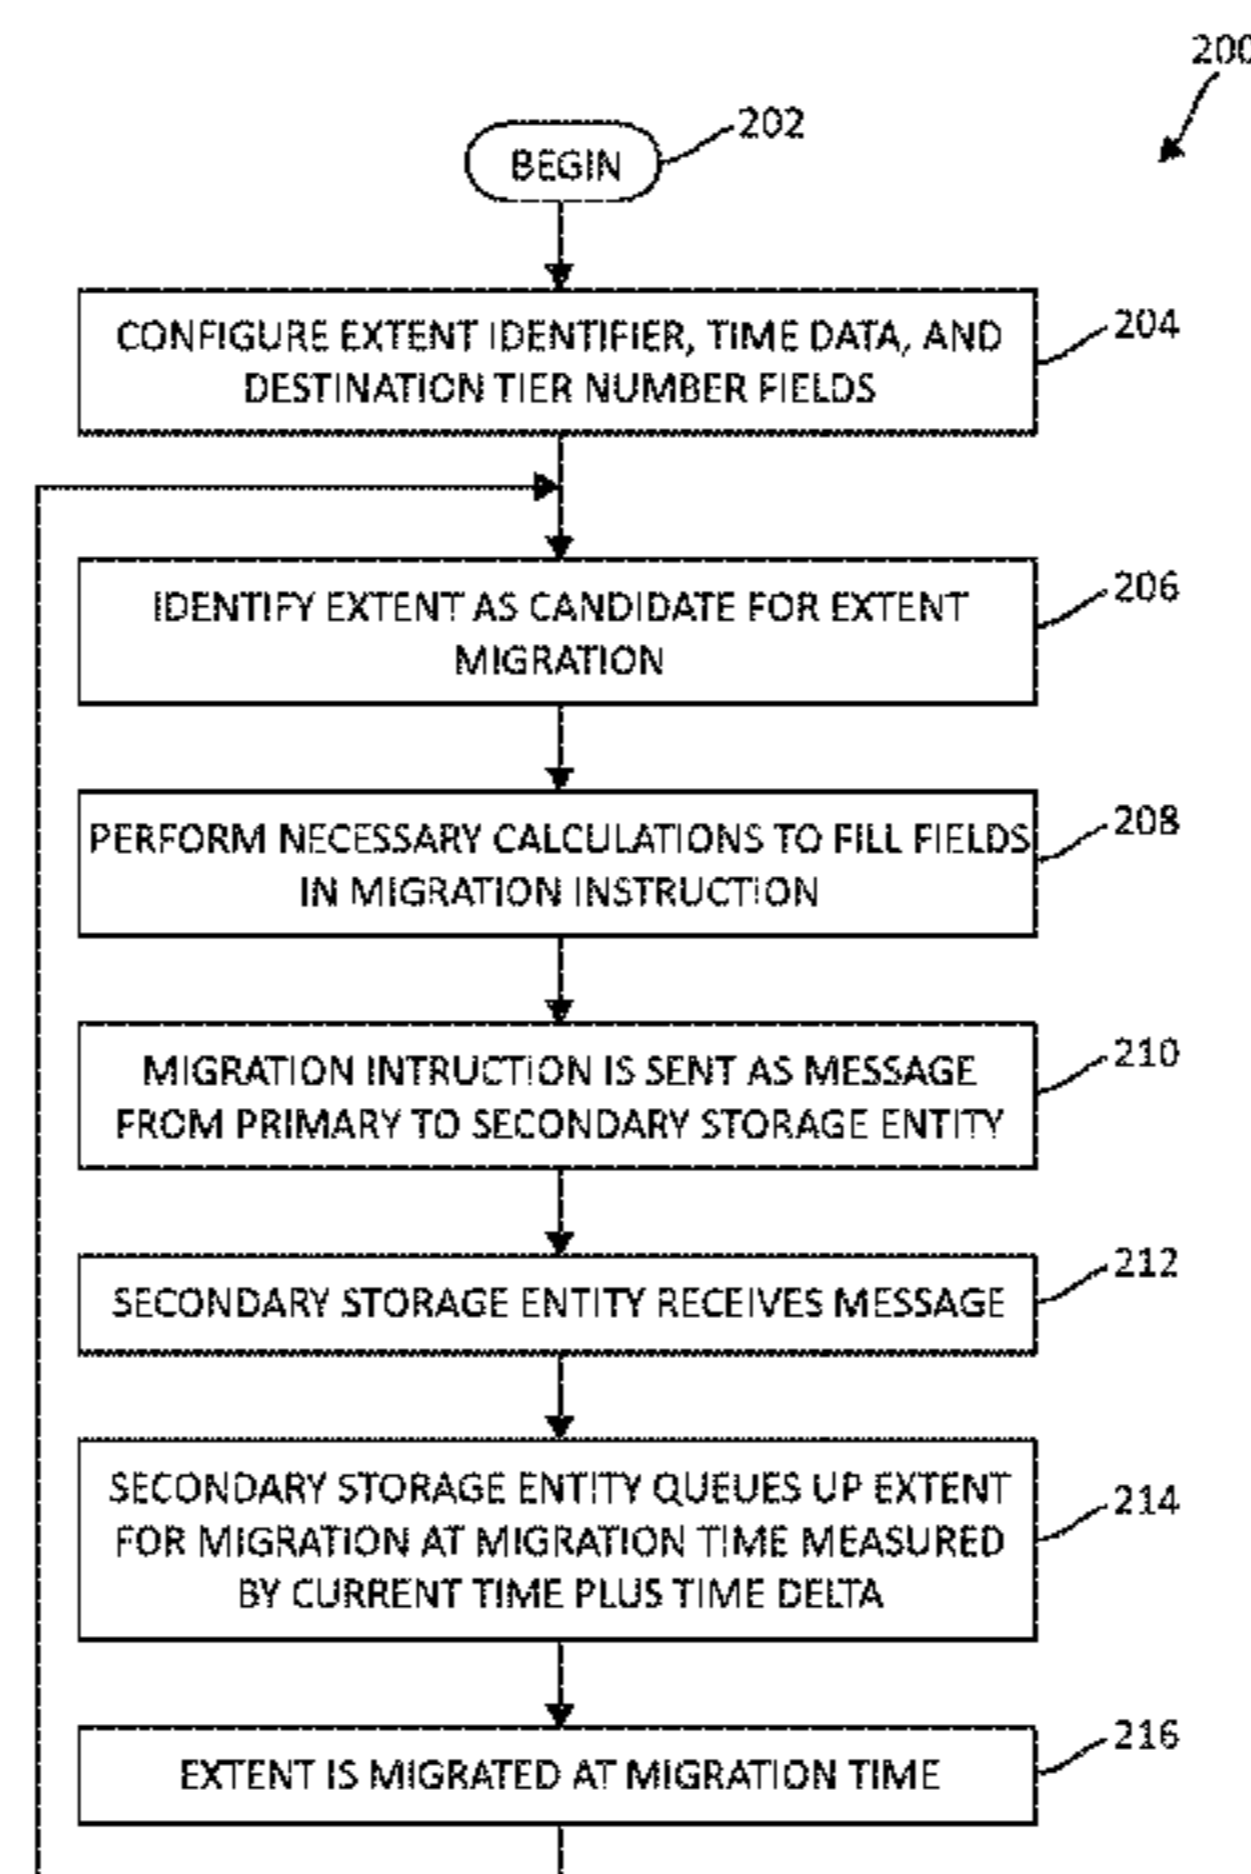 200
202
BEGIN
CONFIGURE EXTENT IDENTIFIER, TIME DATA, AND
DESTINATION TIER NUMBER FIELDS
204
IDENTIFY EXTENT AS CANDIDATE FOR EXTENT
MIGRATION
206
PERFORM NECESSARY CALCULATIONS TO FILL FIELDS
IN MIGRATION INSTRUCTION
208
MIGRATION INTRUCTION IS SENT AS MESSAGE
FROM PRIMARY TO SECONDARY STORAGE ENTITY
210
SECONDARY STORAGE ENTITY RECEIVES MESSAGE
212
SECONDARY STORAGE ENTITY QUEUES UP EXTENT
FOR MIGRATION AT MIGRATION TIME MEASURED
BY CURRENT TIME PLUS TIME DELTA
214
EXTENT IS MIGRATED AT MIGRATION TIME
216